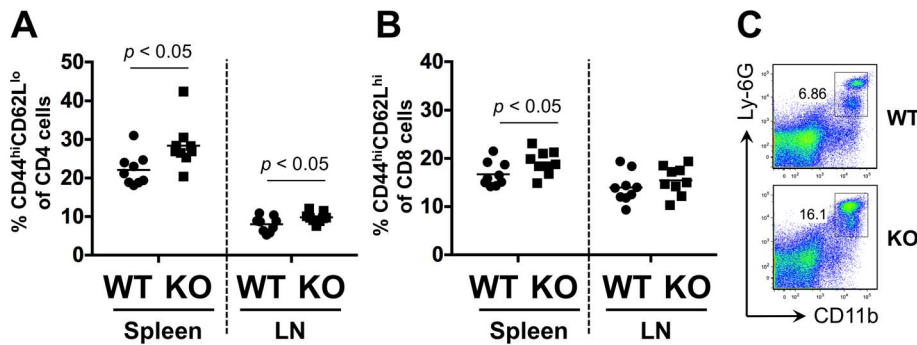 A
% CD44hiCD62Llo
of CD4 cells
50
40
30
20
10
0
p < 0.05
p < 0.05
WT KO WT KO
Spleen LN
B
% CD44hiCD62Lhi
of CD8 cells
40
30
20
10
0
p < 0.05
WT KO WT KO
Spleen LN
C
Ly-6G
6.86
WT
16.1
KO
CD11b